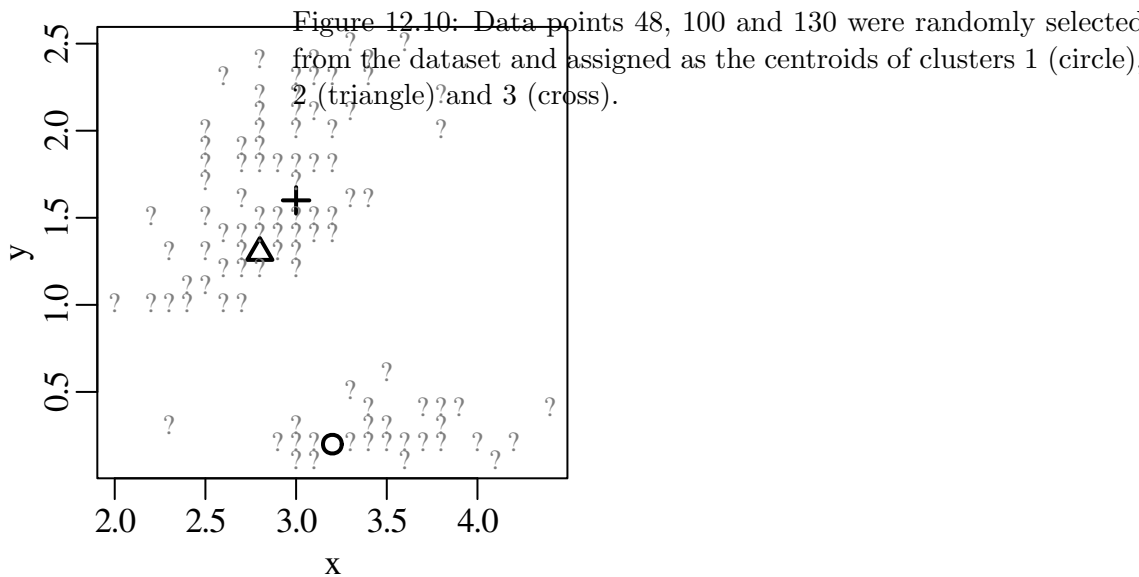 Figure 12.10: Data points 48, 100 and 130 were randomly selected
from the dataset and assigned as the centroids of clusters 1 (circle),
2 (triangle) and 3 (cross).
2.5
2.0
1.5
1.0
0.5
y
2.0 2.5 3.0 3.5 4.0
x